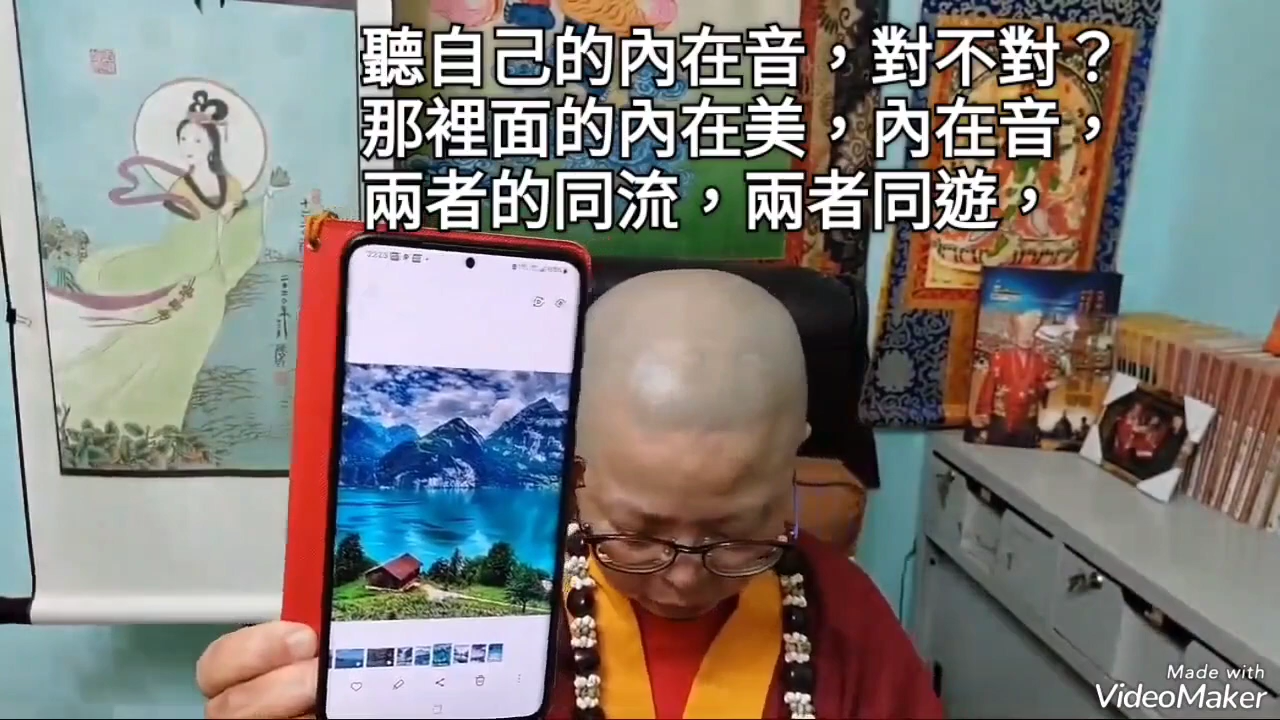 聽自己的內在音，對不對？
那裡面的內在美，內在音，
兩者的同流，兩者同遊，
Made with
VideoMaker